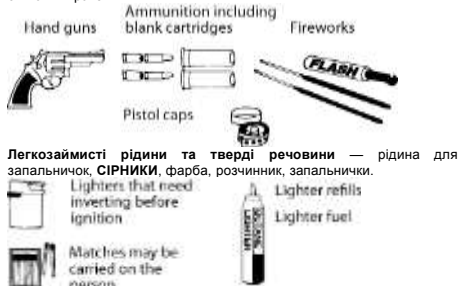 Hand guns
Ammunition including
blank cartridges
Fireworks
FLASH
Pistol caps
Легкозаймисті рідини та тверді речовини — рідина для
запальничок, СІРНИКИ, фарба, розчинник, запальнички.
Lighters that need
inverting before
ignition
Lighter refills
Lighter fuel
Matches may be
carried on the
person